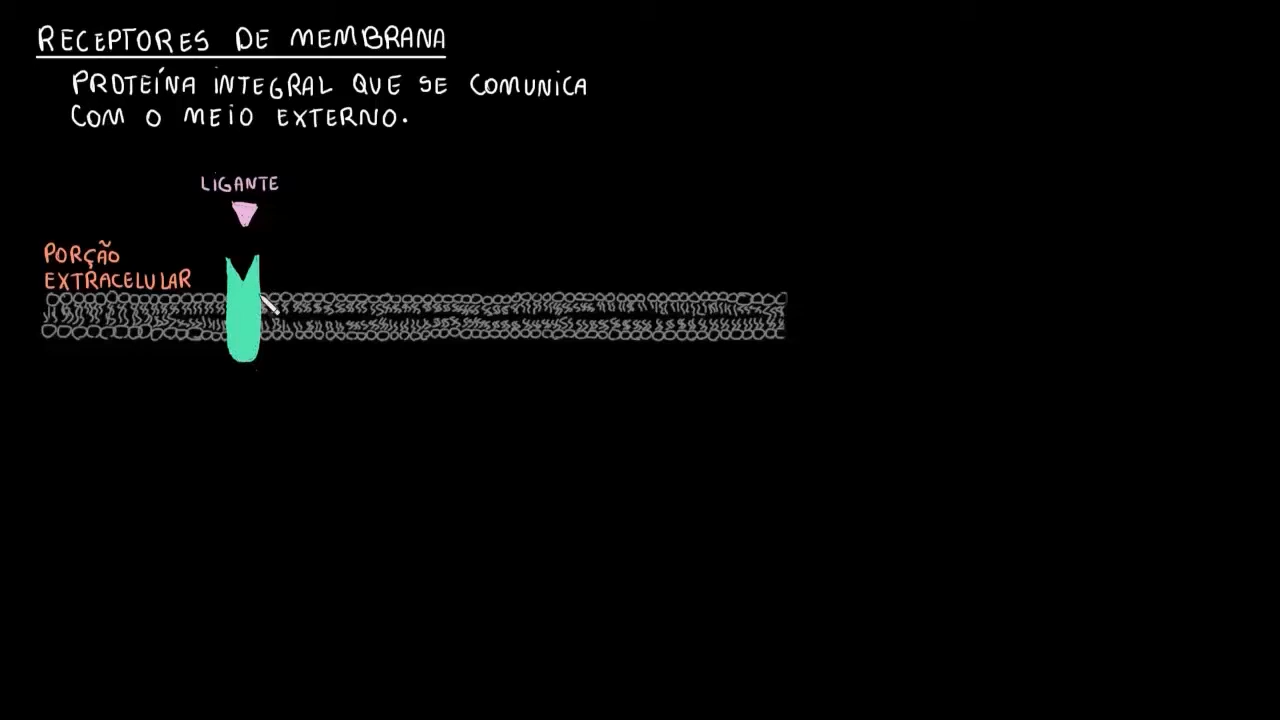 RECEPTORES DE MEMBRANA
PROTEÍNA INTEGRAL QUE SE COMUNICA
COM O MEIO EXTERNO.
LIGANTE
PORÇÃO
EXTRACELULAR